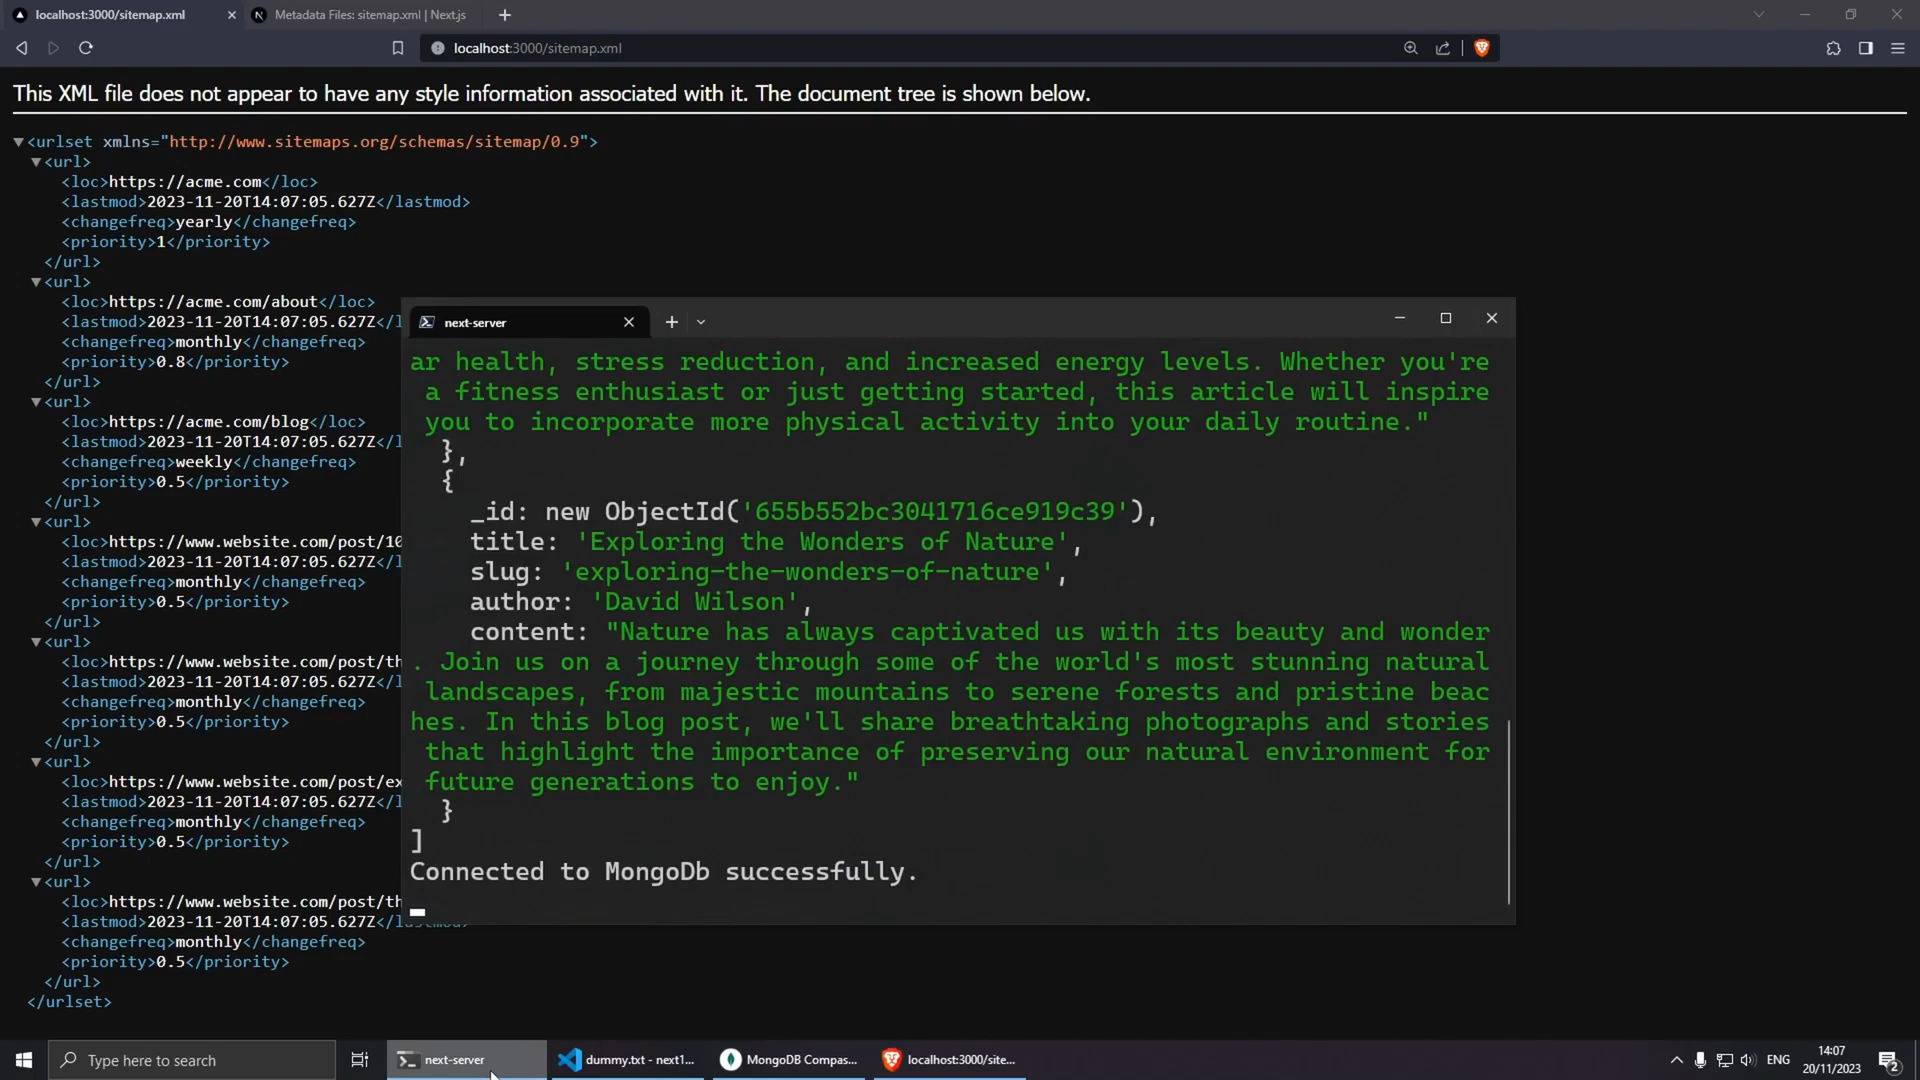 localhost:3000/sitemap.xml
Metadata Files: sitemap.xml | Next.js
localhost:3000/sitemap.xml
This XML file does not appear to have any style information associated with it. The document tree is shown below.
▼<urlset xmlns="http://www.sitemaps.org/schemas/sitemap/0.9">
▼<url>
<loc>https://acme.com</loc>
<lastmod>2023-11-20T14:07:05.627Z</lastmod>
<changefreq>yearly</changefreq>
<priority>1</priority>
</url>
▼<url>
<loc>https://acme.com/about</loc>
<lastmod>2023-11-20T14:07:05.627Z</l
<changefreq>monthly</changefreq>
<priority>0.8</priority>
</url>
▼<url>
<loc>https://acme.com/blog</loc>
<lastmod>2023-11-20T14:07:05.627Z</l
<changefreq>weekly</changefreq>
<priority>0.5</priority>
</url>
▼<url>
<loc>https://www.website.com/post/10
<lastmod>2023-11-20T14:07:05.627Z</l
<changefreq>monthly</changefreq>
<priority>0.5</priority>
</url>
▼<url>
<loc>https://www.website.com/post/th
<lastmod>2023-11-20T14:07:05.627Z</l
<changefreq>monthly</changefreq>
<priority>0.5</priority>
</url>
▼<url>
<loc>https://www.website.com/post/ex
<lastmod>2023-11-20T14:07:05.627Z</l
<changefreq>monthly</changefreq>
<priority>0.5</priority>
</url>
▼<url>
<loc>https://www.website.com/post/th
<lastmod>2023-11-20T14:07:05.627Z</lastmod>
<changefreq>monthly</changefreq>
<priority>0.5</priority>
</url>
</urlset>
next-server
ar health, stress reduction, and increased energy levels. Whether you're
a fitness enthusiast or just getting started, this article will inspire
you to incorporate more physical activity into your daily routine."
},
{
_id: new ObjectId('655b552bc3041716ce919c39'),
title: 'Exploring the Wonders of Nature',
slug: 'exploring-the-wonders-of-nature',
author: 'David Wilson',
content: "Nature has always captivated us with its beauty and wonder
. Join us on a journey through some of the world's most stunning natural
landscapes, from majestic mountains to serene forests and pristine beac
hes. In this blog post, we'll share breathtaking photographs and stories
that highlight the importance of preserving our natural environment for
future generations to enjoy."
}
]
Connected to MongoDb successfully.
Type here to search
next-server
dummy.txt - next1...
MongoDB Compas...
localhost:3000/site...
ENG
14:07
20/11/2023
2